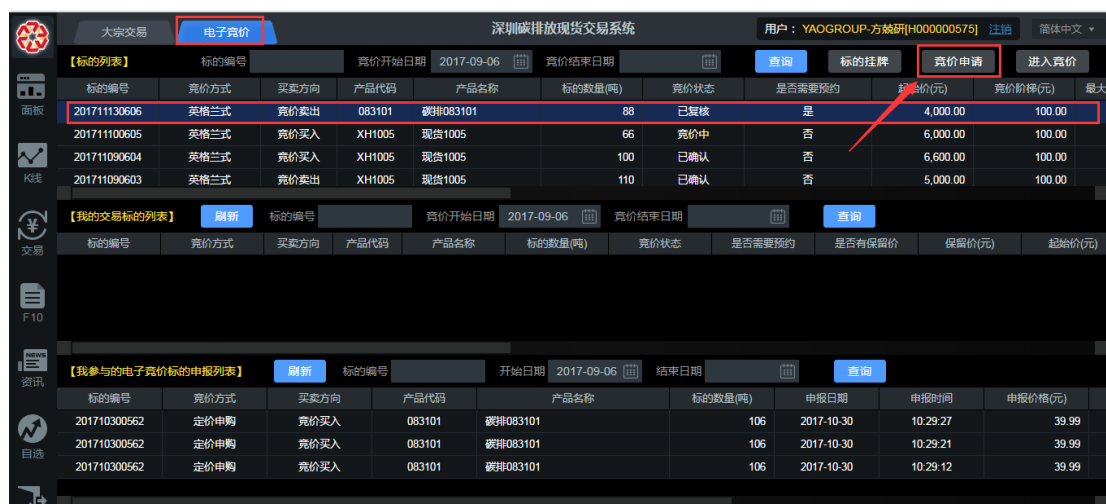 大宗交易 电子竞价 深圳碳排放现货交易系统 用户： YAOGROUP-方兢研[H000000575] 注销 简体中文
【标的列表】 标的编号 竞价开始日期 2017-09-06 竞价结束日期 查询 标的挂牌 竞价申请 进入竞价
标的编号 竞价方式 买卖方向 产品代码 产品名称 标的数量(吨) 竞价状态 是否需要预约 起始价(元) 竞价阶梯(元) 最大
201711130606 英格兰式 竞价卖出 083101 碳排083101 88 已复核 是 4,000.00 100.00
201711100605 英格兰式 竞价买入 XH1005 现货1005 66 竞价中 否 6,000.00 100.00
201711090604 英格兰式 竞价买入 XH1005 现货1005 100 已确认 否 6,600.00 100.00
201711090603 英格兰式 竞价卖出 XH1005 现货1005 110 已确认 否 5,000.00 100.00
【我的交易标的列表】 刷新 标的编号 竞价开始日期 2017-09-06 竞价结束日期 查询
标的编号 竞价方式 买卖方向 产品代码 产品名称 标的数量(吨) 竞价状态 是否需要预约 是否有保留价 保留价(元) 起始价(元)
【我参与的电子竞价标的申报列表】 刷新 标的编号 开始日期 2017-09-06 结束日期 查询
标的编号 竞价方式 买卖方向 产品代码 产品名称 标的数量(吨) 申报日期 申报时间 申报价格(元)
201710300562 定价申购 竞价买入 083101 碳排083101 106 2017-10-30 10:29:27 39.99
201710300562 定价申购 竞价买入 083101 碳排083101 106 2017-10-30 10:29:21 39.99
201710300562 定价申购 竞价买入 083101 碳排083101 106 2017-10-30 10:29:12 39.99
面板
K线
交易
F10
NEWS
资讯
自选